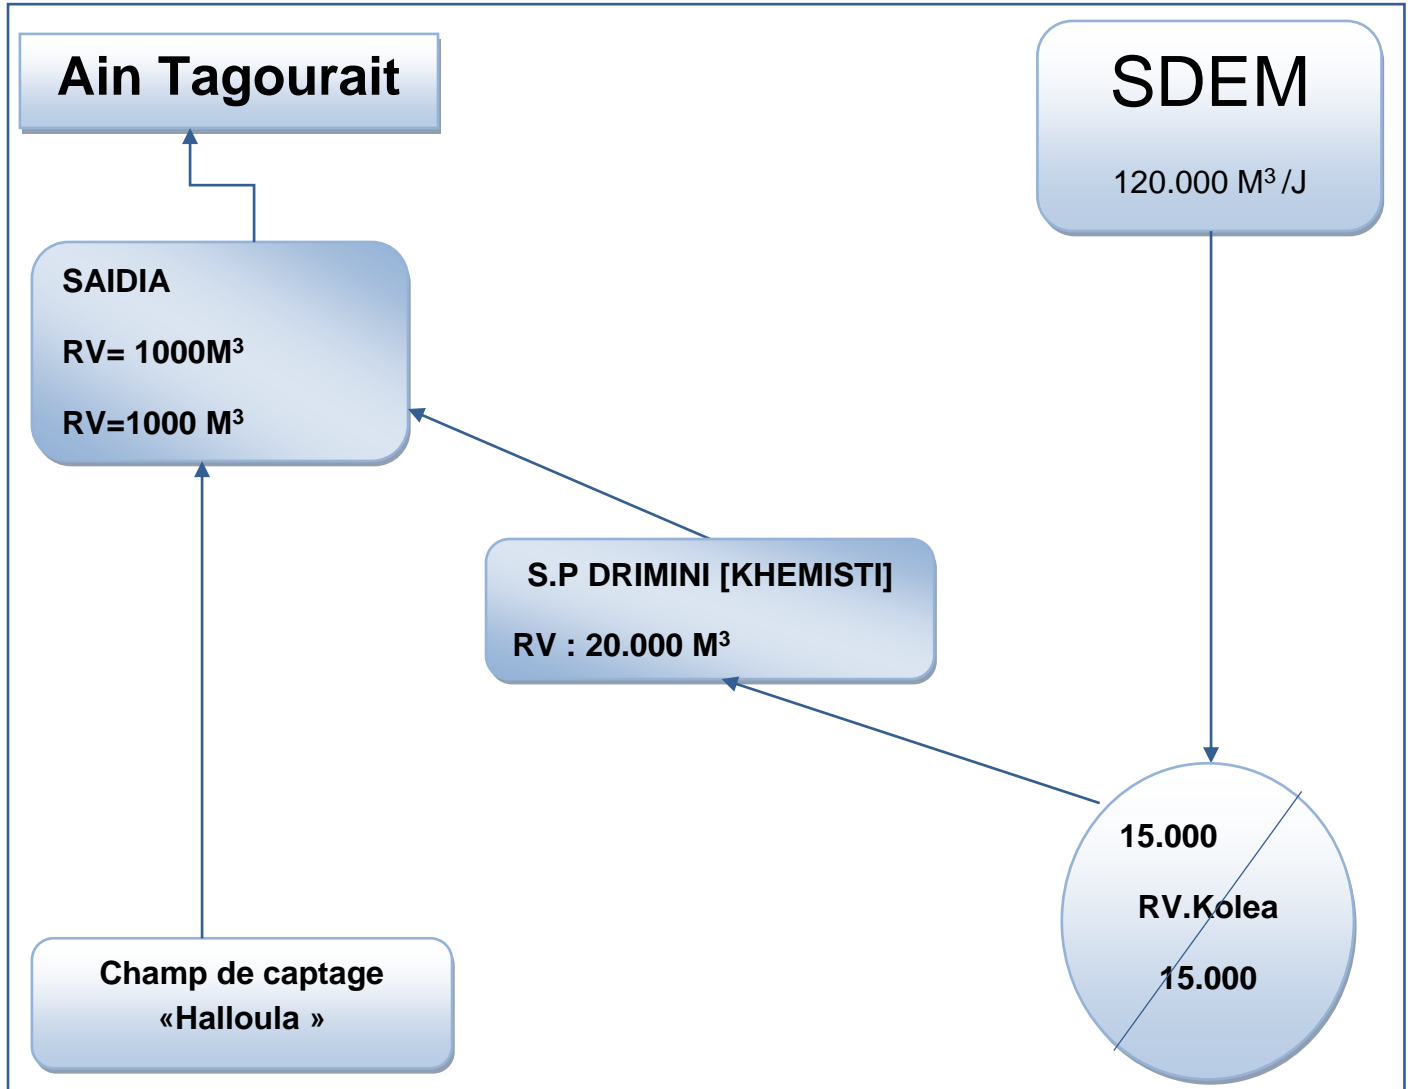 Ain Tagourait
SDEM
120.000 M³ /J
SAIDIA
RV= 1000M³
RV=1000 M³
S.P DRIMINI [KHEMISTI]
RV : 20.000 M³
15.000
RV.Kolea
15.000
Champ de captage
«Halloula »